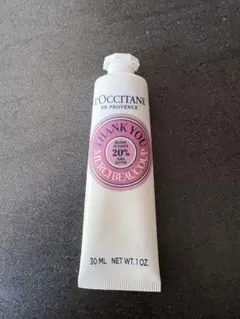 L'OCCITANE
EN PROVENCE
THANK YOU
20%
SHEA
BUTTER
MERCI BEAUCOUP
30 ML NET WT. 1 OZ.